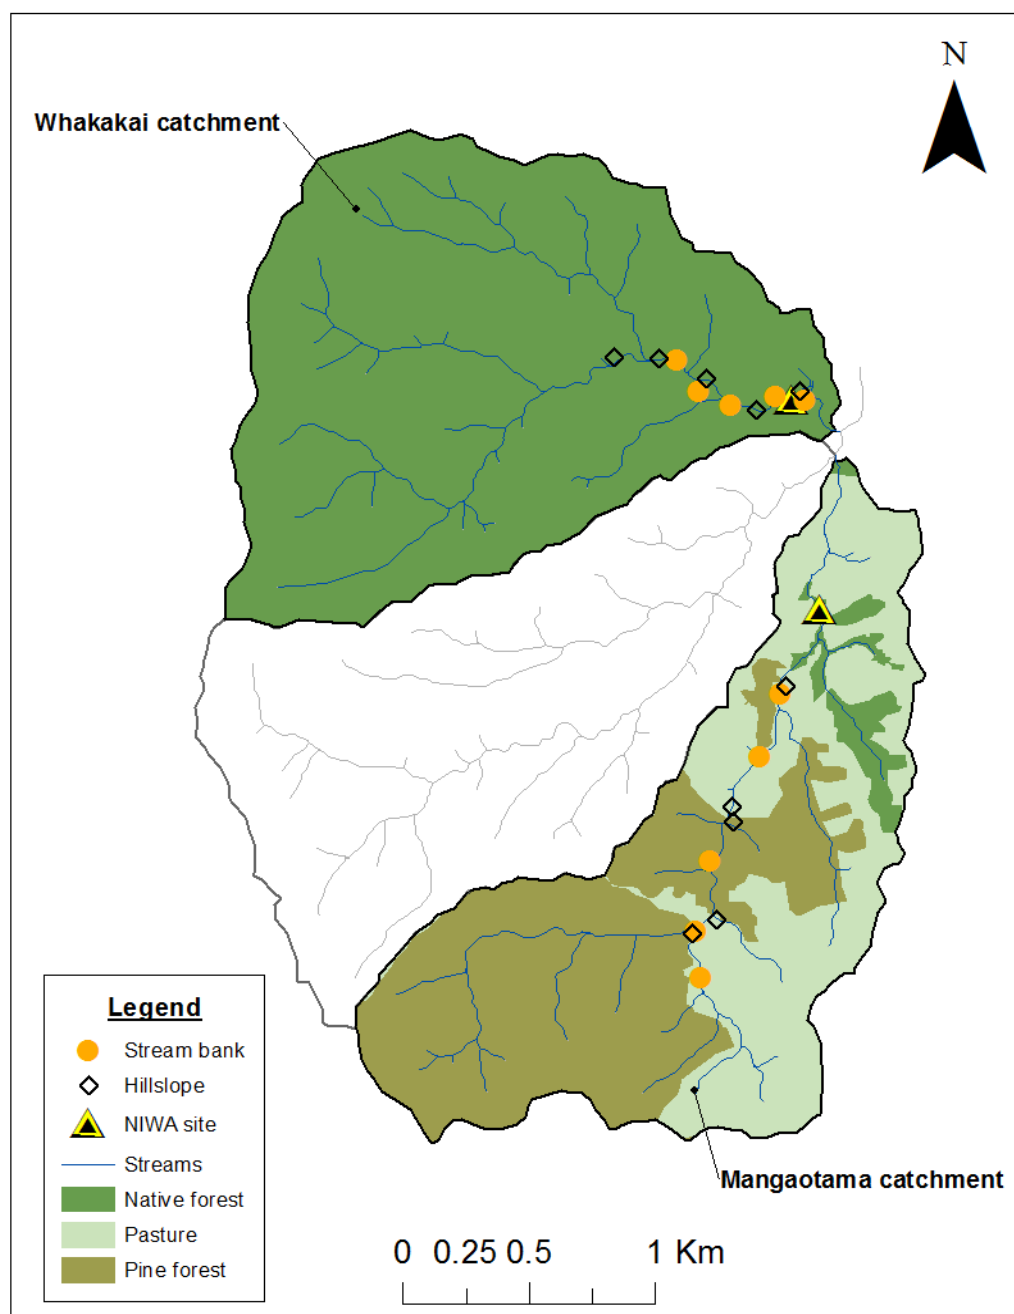 N
Whakakai catchment
Legend
Stream bank
Hillslope
NIWA site
Streams
Native forest
Pasture
Pine forest
Mangaotama catchment
0 0.25 0.5 1 Km